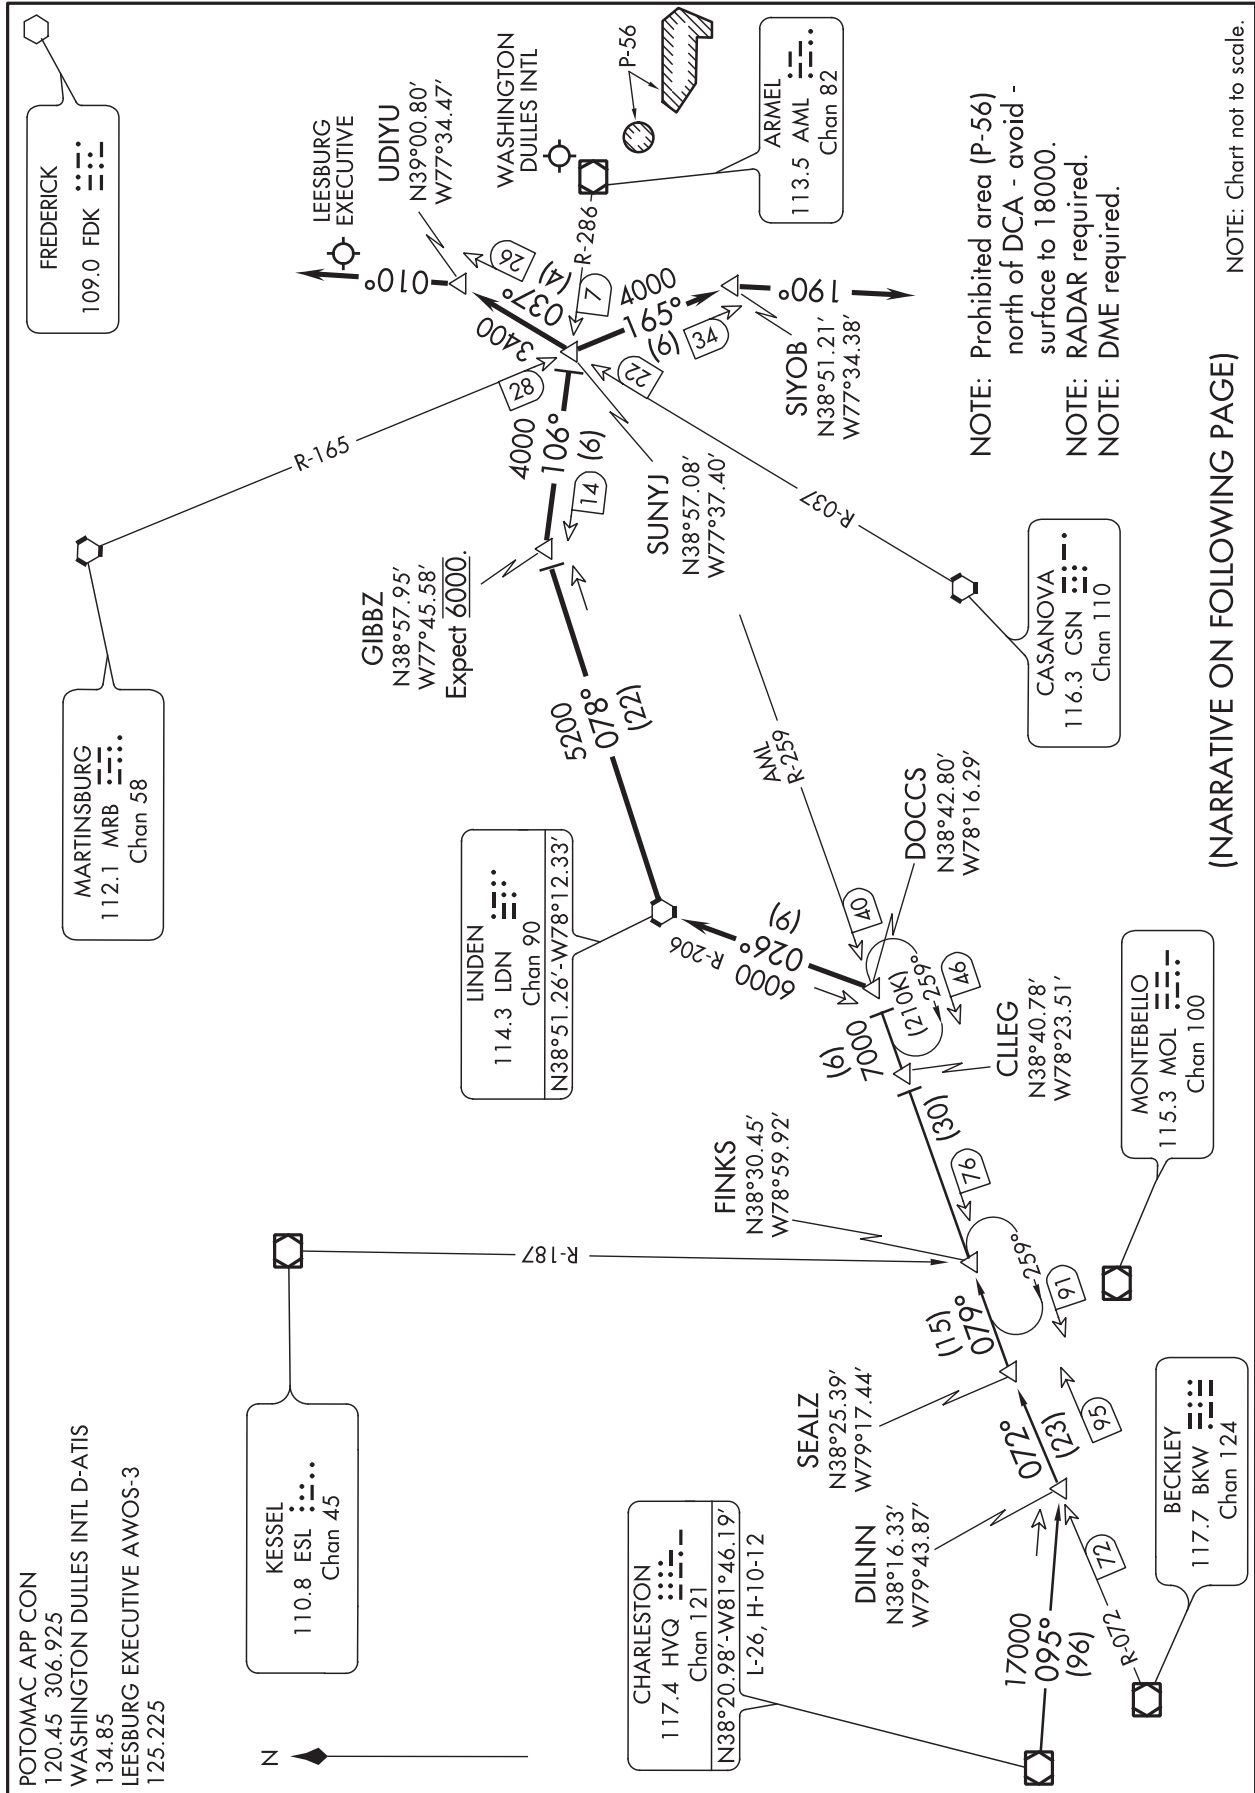 POTOMAC APP CON
120.45 306.925
WASHINGTON DULLES INTL D-ATIS
134.85
LEESBURG EXECUTIVE AWOS-3
125.225
N
KESSEL
110.8 ESL
Chan 45
MARTINSBURG
112.1 MRB
Chan 58
FREDERICK
109.0 FDK
R-165
R-187
LEESBURG
EXECUTIVE
UDIYU
N39°00.80'
W77°34.47'
WASHINGTON
DULLES INTL
P-56
ARMEL
113.5 AML
Chan 82
R-286
7
010°
26
(4)
037°
3400
28
4000
106°
(6)
14
4000
165°
(6)
34
22
190°
SIYOB
N38°51.21'
W77°34.38'
SUNYJ
N38°57.08'
W77°37.40'
GIBBZ
N38°57.95'
W77°45.58'
Expect 6000.
5200
078°
(22)
LINDEN
114.3 LDN
Chan 90
N38°51.26'-W78°12.33'
R-206
6000
026°
(9)
AML
R-259
40
DOCCS
N38°42.80'
W78°16.29'
(210K)
259°
46
(6)
7000
CLLEG
N38°40.78'
W78°23.51'
(30)
76
FINKS
N38°30.45'
W78°59.92'
259°
91
(15)
079°
SEALZ
N38°25.39'
W79°17.44'
072°
(23)
95
DILNN
N38°16.33'
W79°43.87'
CHARLESTON
117.4 HVQ
Chan 121
N38°20.98'-W81°46.19'
L-26, H-10-12
17000
095°
(96)
R-072
72
BECKLEY
117.7 BKW
Chan 124
MONTEBELLO
115.3 MOL
Chan 100
R-037
CASANOVA
116.3 CSN
Chan 110
NOTE: Prohibited area (P-56)
north of DCA - avoid -
surface to 18000.
NOTE: RADAR required.
NOTE: DME required.
(NARRATIVE ON FOLLOWING PAGE)
NOTE: Chart not to scale.